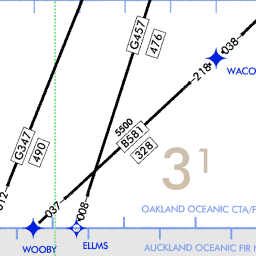 G457
476
038
218
WACO
G347
490
5500
B581
328
31
012
037
008
OAKLAND OCEANIC CTA/F
WOOBY
ELLMS
AUCKLAND OCEANIC FIR